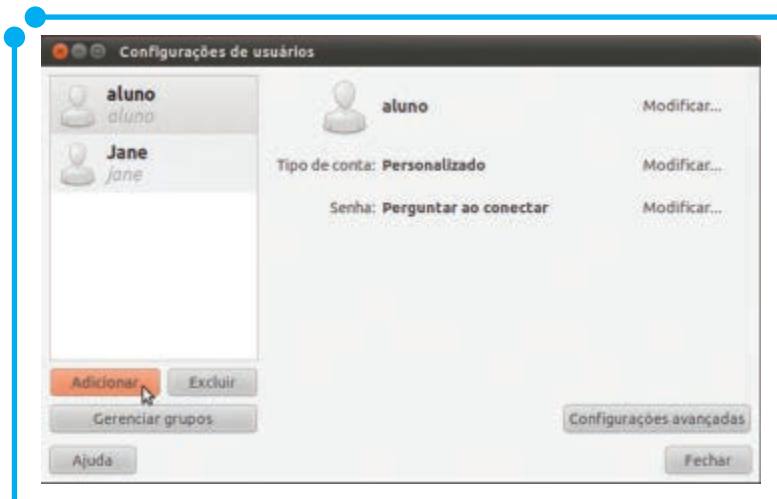 Configurações de usuários
aluno
aluno
Jane
jane
aluno Modificar...
Tipo de conta: Personalizado Modificar...
Senha: Perguntar ao conectar Modificar...
Adicionar Excluir
Gerenciar grupos
Configurações avançadas
Ajuda
Fechar